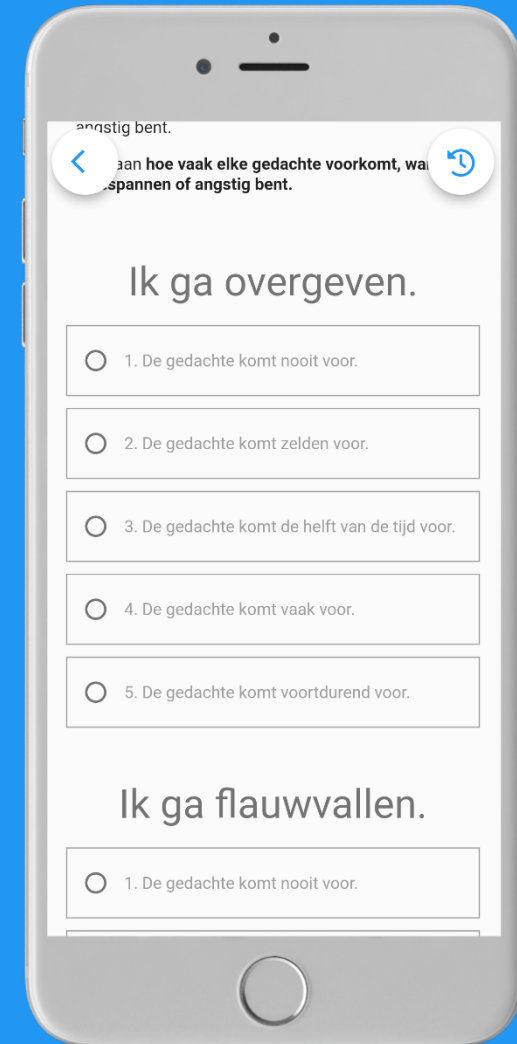 angstig bent.
aan hoe vaak elke gedachte voorkomt,
of angstig bent.
Ik ga overgeven.
1. De gedachte komt nooit voor.
2. De gedachte komt zelden voor.
3. De gedachte komt de helft van de tijd voor.
4. De gedachte komt vaak voor.
5. De gedachte komt voortdurend voor.
Ik ga flauwvallen.
1. De gedachte komt nooit voor.